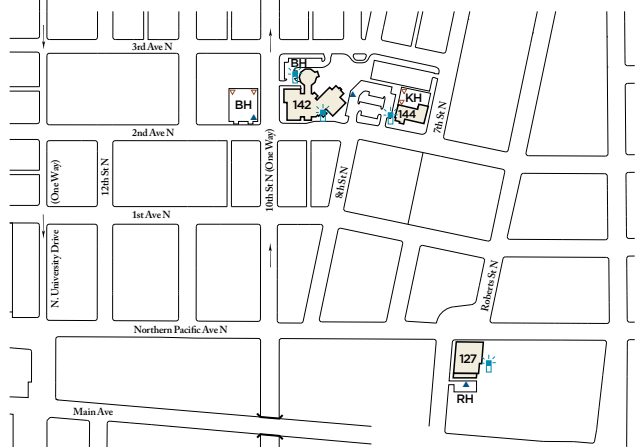 3rd Ave N
BH
BH
142
KH
144
7th St N
2nd Ave N
(One Way)
12th St N
10th St N (One Way)
8th St N
1st Ave N
N. University Drive
Roberts St N
Northern Pacific Ave N
127
RH
Main Ave